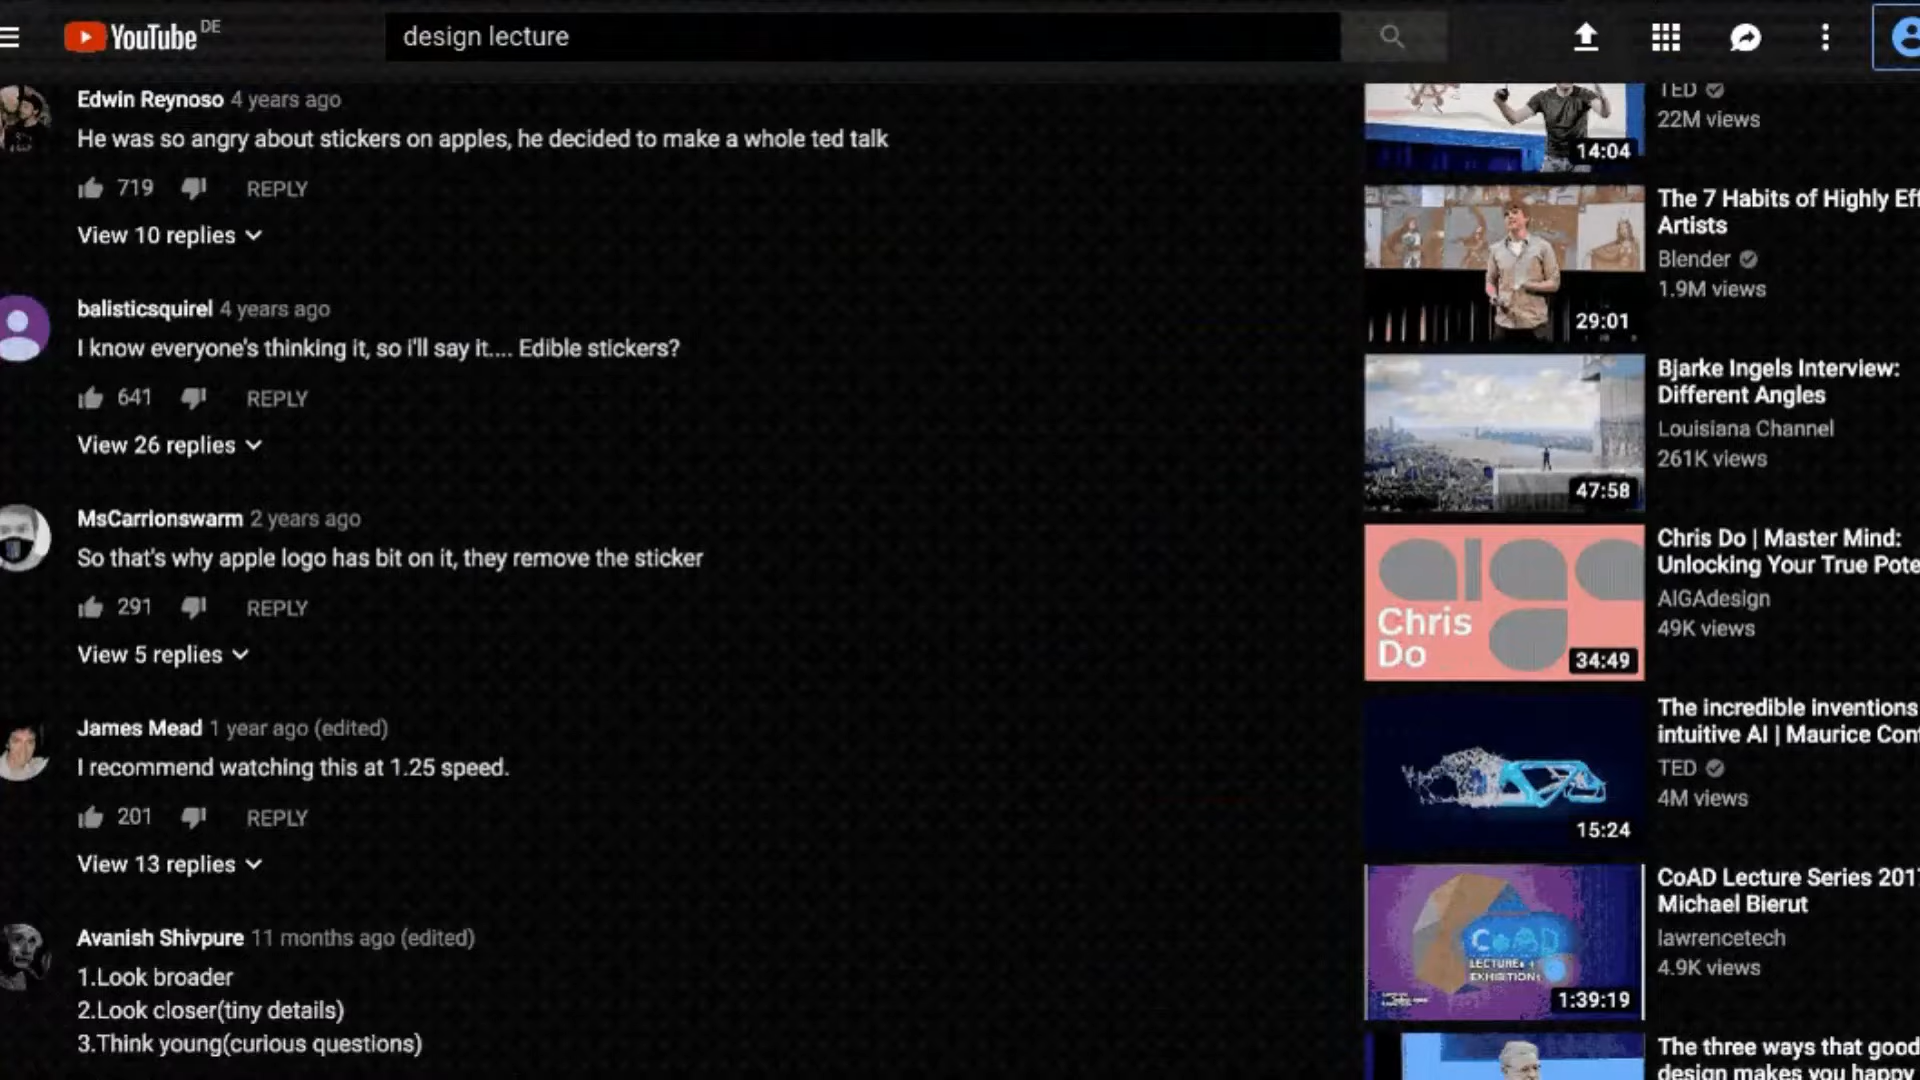 YouTube DE
design lecture
Edwin Reynoso 4 years ago
He was so angry about stickers on apples, he decided to make a whole ted talk
719 REPLY
View 10 replies
balisticsquirel 4 years ago
I know everyone's thinking it, so i'll say it.... Edible stickers?
641 REPLY
View 26 replies
MsCarrionswarm 2 years ago
So that's why apple logo has bit on it, they remove the sticker
291 REPLY
View 5 replies
James Mead 1 year ago (edited)
I recommend watching this at 1.25 speed.
201 REPLY
View 13 replies
Avanish Shivpure 11 months ago (edited)
1.Look broader
2.Look closer(tiny details)
3.Think young(curious questions)
TED
22M views
14:04
The 7 Habits of Highly Eff
Artists
Blender
1.9M views
29:01
Bjarke Ingels Interview:
Different Angles
Louisiana Channel
261K views
47:58
Chris Do | Master Mind:
Unlocking Your True Pote
AIGAdesign
49K views
aiga
Chris
Do
34:49
The incredible inventions
intuitive AI | Maurice Con
TED
4M views
15:24
CoAD Lecture Series 201
Michael Bierut
lawrencetech
4.9K views
CoAD
LECTURE
EXHIBITIONS
1:39:19
The three ways that good
design makes you happy